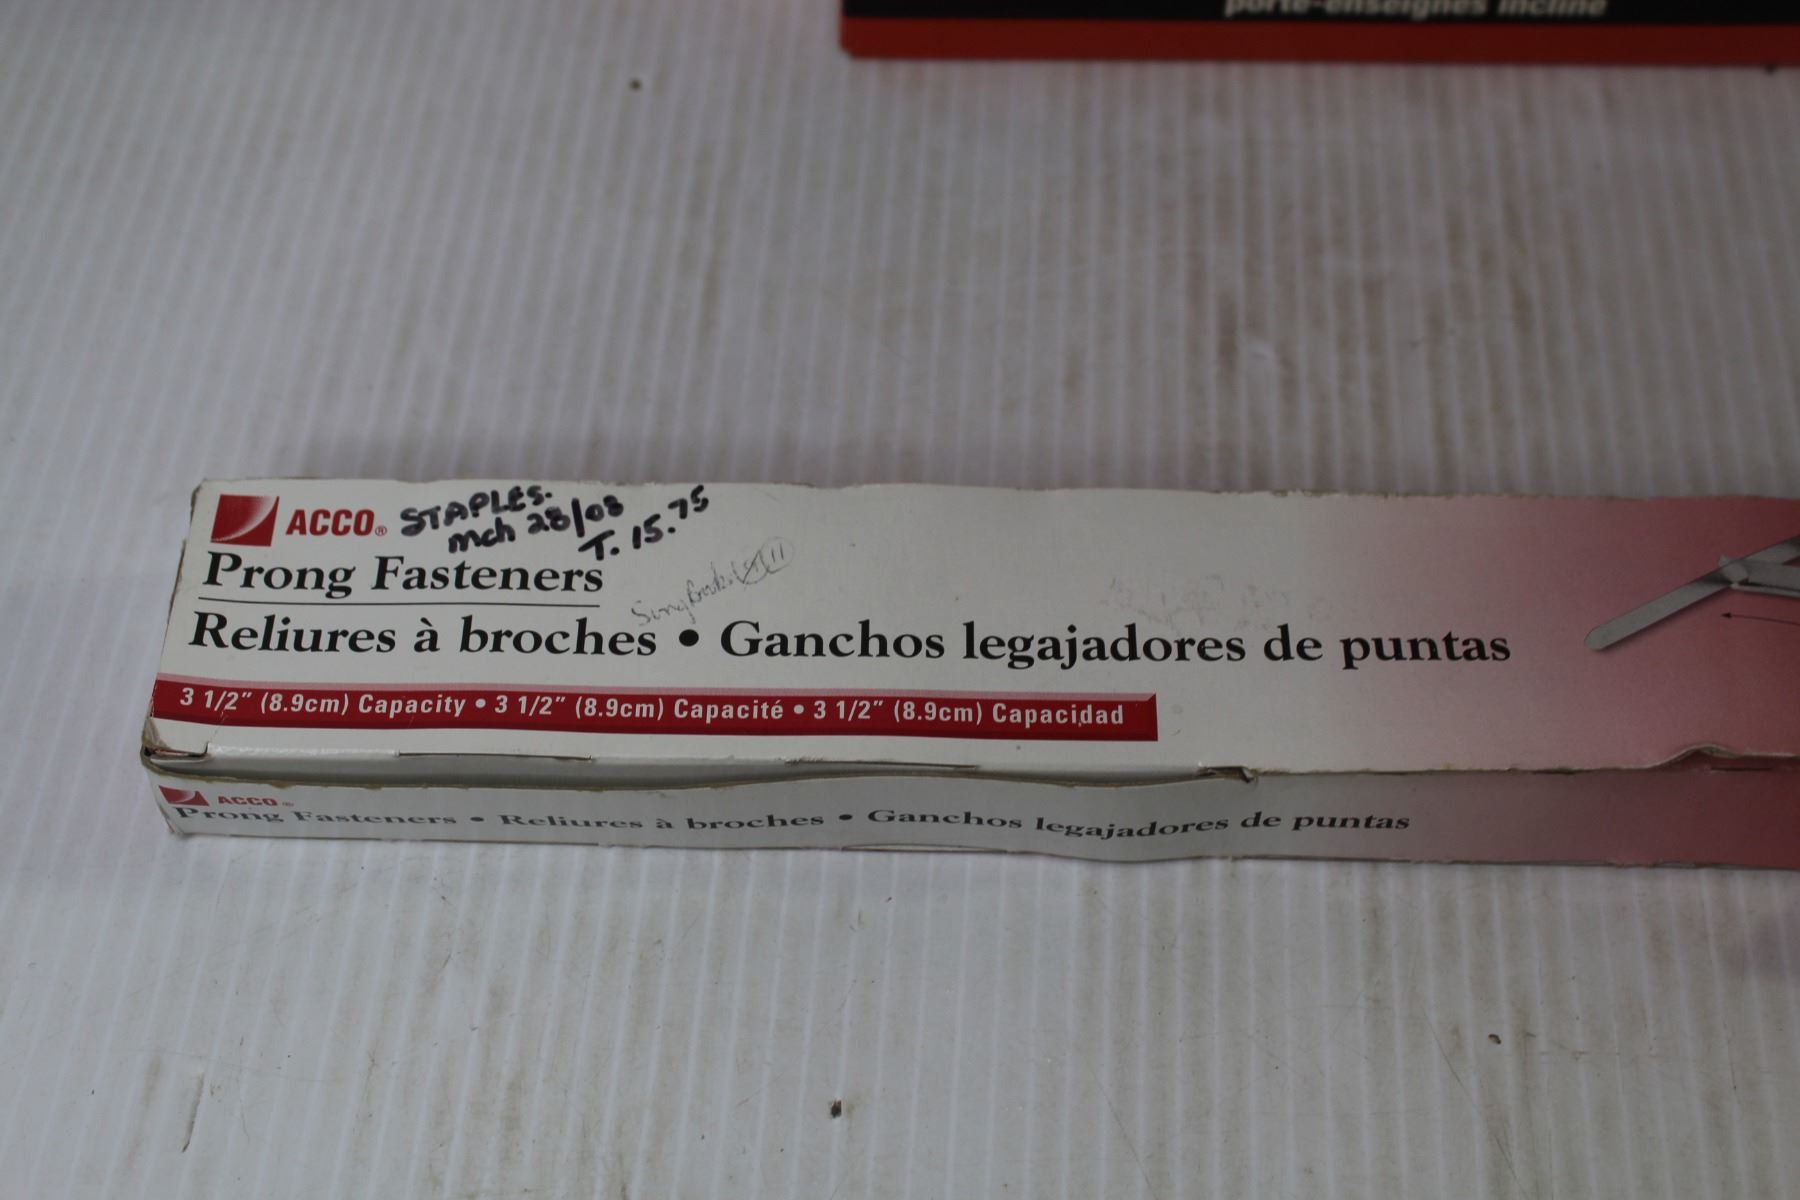 porte-enseignes incliné
ACCO® STAPLES.
mch 28/08
T. 15.75
Prong Fasteners
Reliures à broches • Ganchos legajadores de puntas
3 1/2" (8.9cm) Capacity • 3 1/2" (8.9cm) Capacité • 3 1/2" (8.9cm) Capacidad
ACCO®
Prong Fasteners • Reliures à broches • Ganchos legajadores de puntas